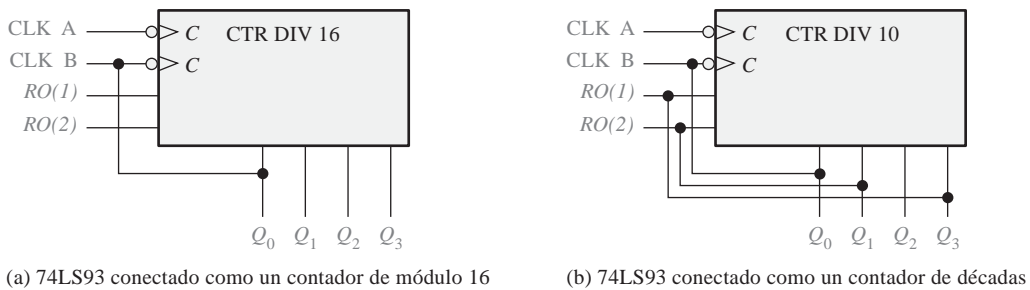 CLK A
C
CTR DIV 16
CLK B
C
RO(1)
RO(2)
Q0 Q1 Q2 Q3
(a) 74LS93 conectado como un contador de módulo 16
CLK A
C
CTR DIV 10
CLK B
C
RO(1)
RO(2)
Q0 Q1 Q2 Q3
(b) 74LS93 conectado como un contador de décadas